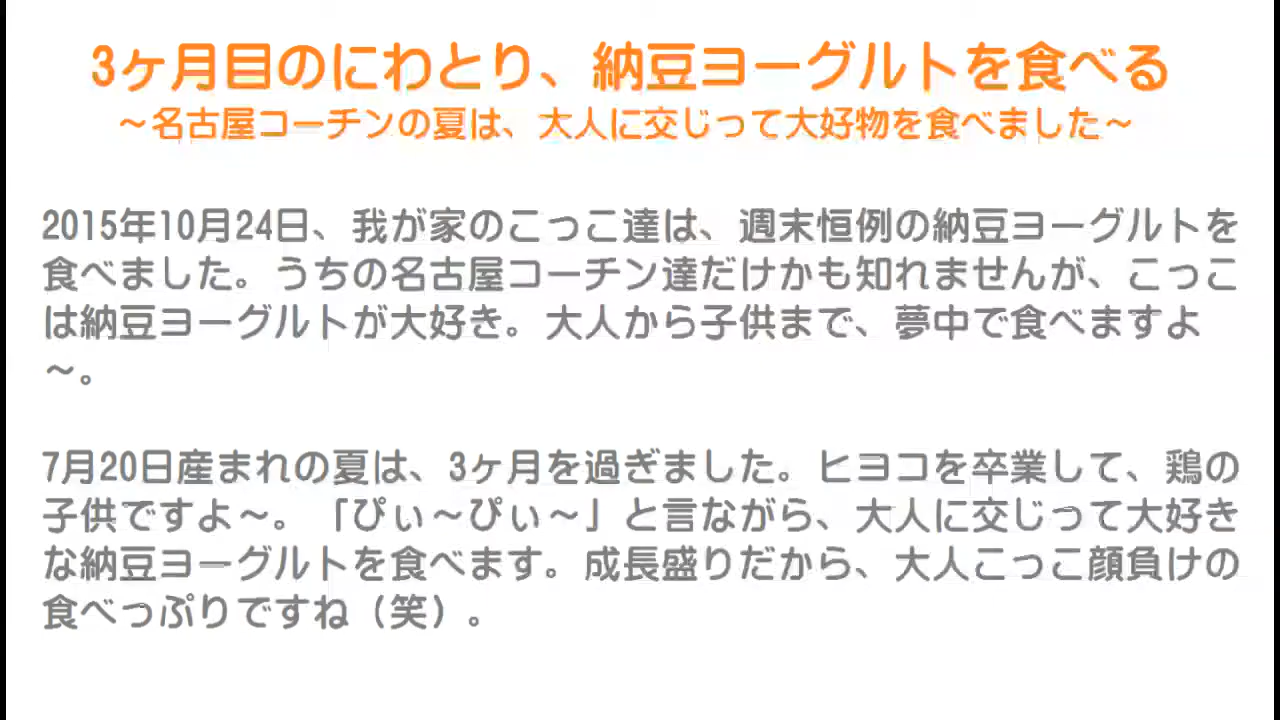 3ヶ月目のにわとり、納豆ヨーグルトを食べる
～名古屋コーチンの夏は、大人に交じって大好物を食べました～
2015年10月24日、我が家のこっこ達は、週末恒例の納豆ヨーグルトを
食べました。うちの名古屋コーチン達だけかも知れませんが、こっこ
は納豆ヨーグルトが大好き。大人から子供まで、夢中で食べますよ
～。
7月20日産まれの夏は、3ヶ月を過ぎました。ヒヨコを卒業して、鶏の
子供ですよ～。「ぴぃ～ぴぃ～」と言ながら、大人に交じって大好き
な納豆ヨーグルトを食べます。成長盛りだから、大人こっこ顔負けの
食べっぷりですね（笑）。